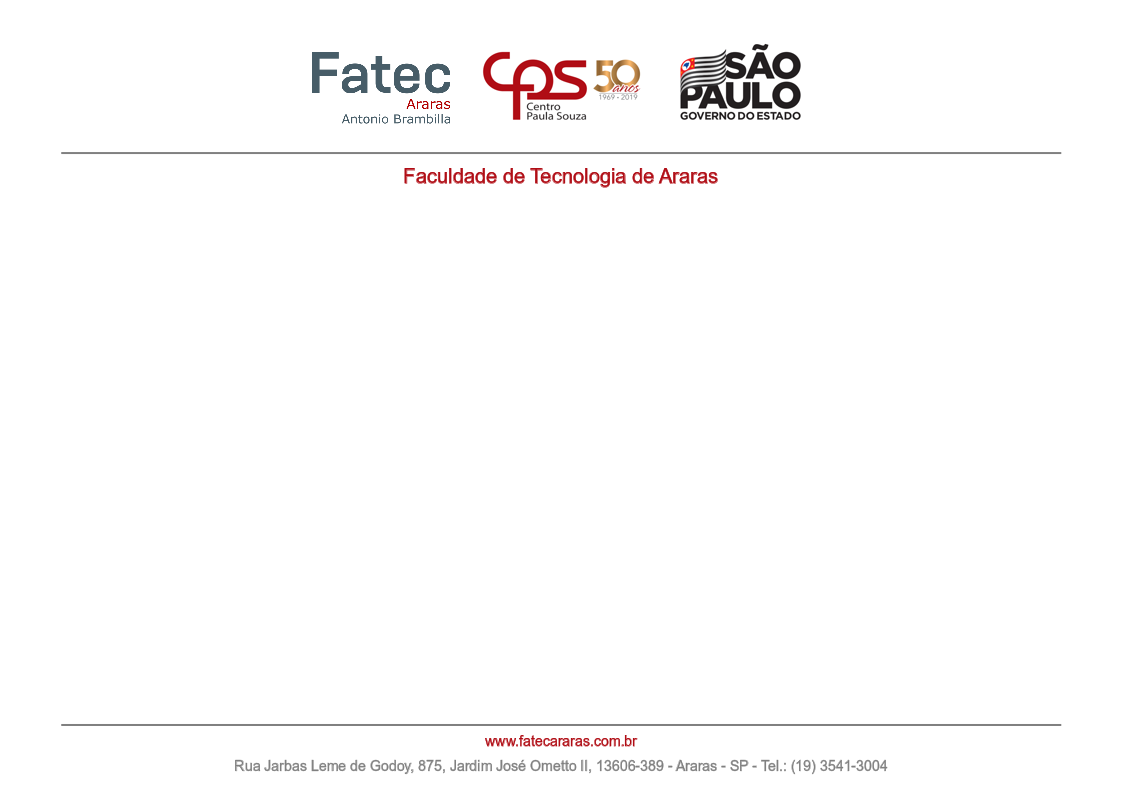 Fatec
Araras
Antonio Brambilla
CPS
Centro
Paula Souza
50
anos
1969 - 2019
SÃO
PAULO
GOVERNO DO ESTADO
Faculdade de Tecnologia de Araras
www.fatecararas.com.br
Rua Jarbas Leme de Godoy, 875, Jardim José Ometto II, 13606-389 - Araras - SP - Tel.: (19) 3541-3004